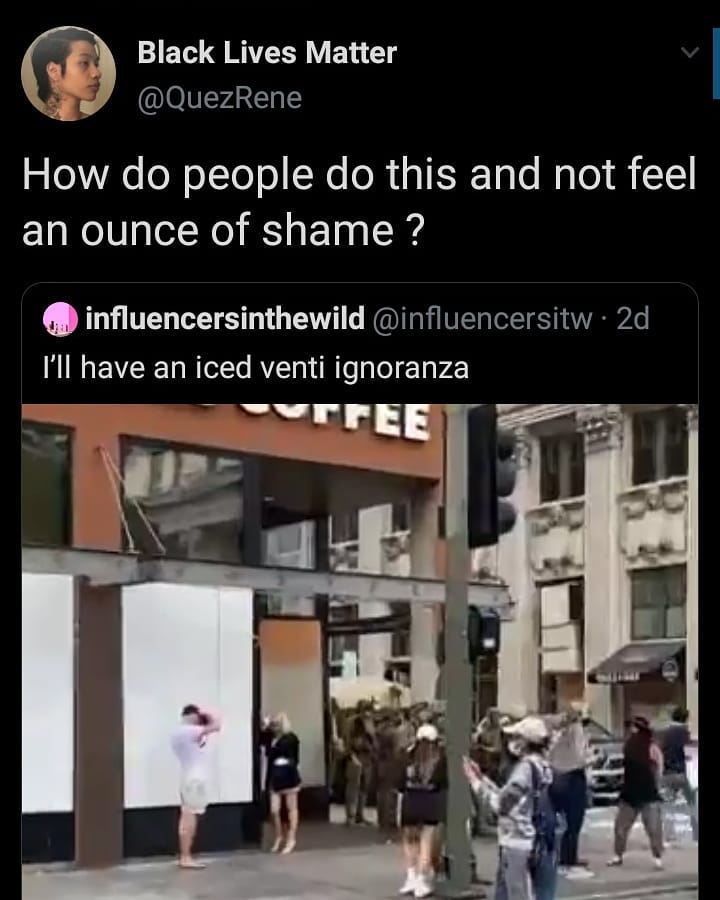 Black Lives Matter
@QuezRene
How do people do this and not feel
an ounce of shame ?
influencersinthewild @influencersitw · 2d
I'll have an iced venti ignoranza
COFFEE